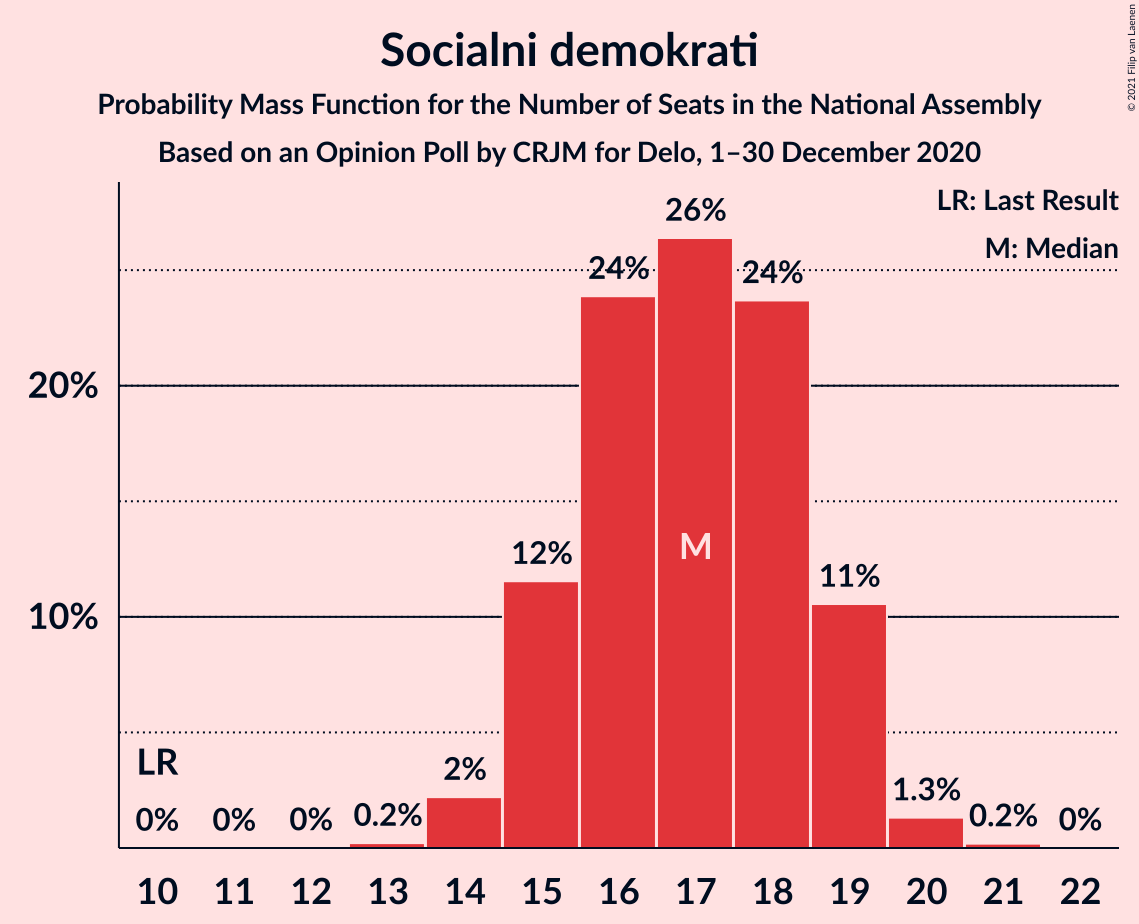 Socialni demokrati
Probability Mass Function for the Number of Seats in the National Assembly
Based on an Opinion Poll by CRJM for Delo, 1–30 December 2020
© 2021 Filip van Laenen
LR: Last Result
M: Median
26%
24%
24%
20%
12%
M
11%
10%
LR
2%
1.3%
0% 0% 0% 0.2% 0.2% 0%
10 11 12 13 14 15 16 17 18 19 20 21 22